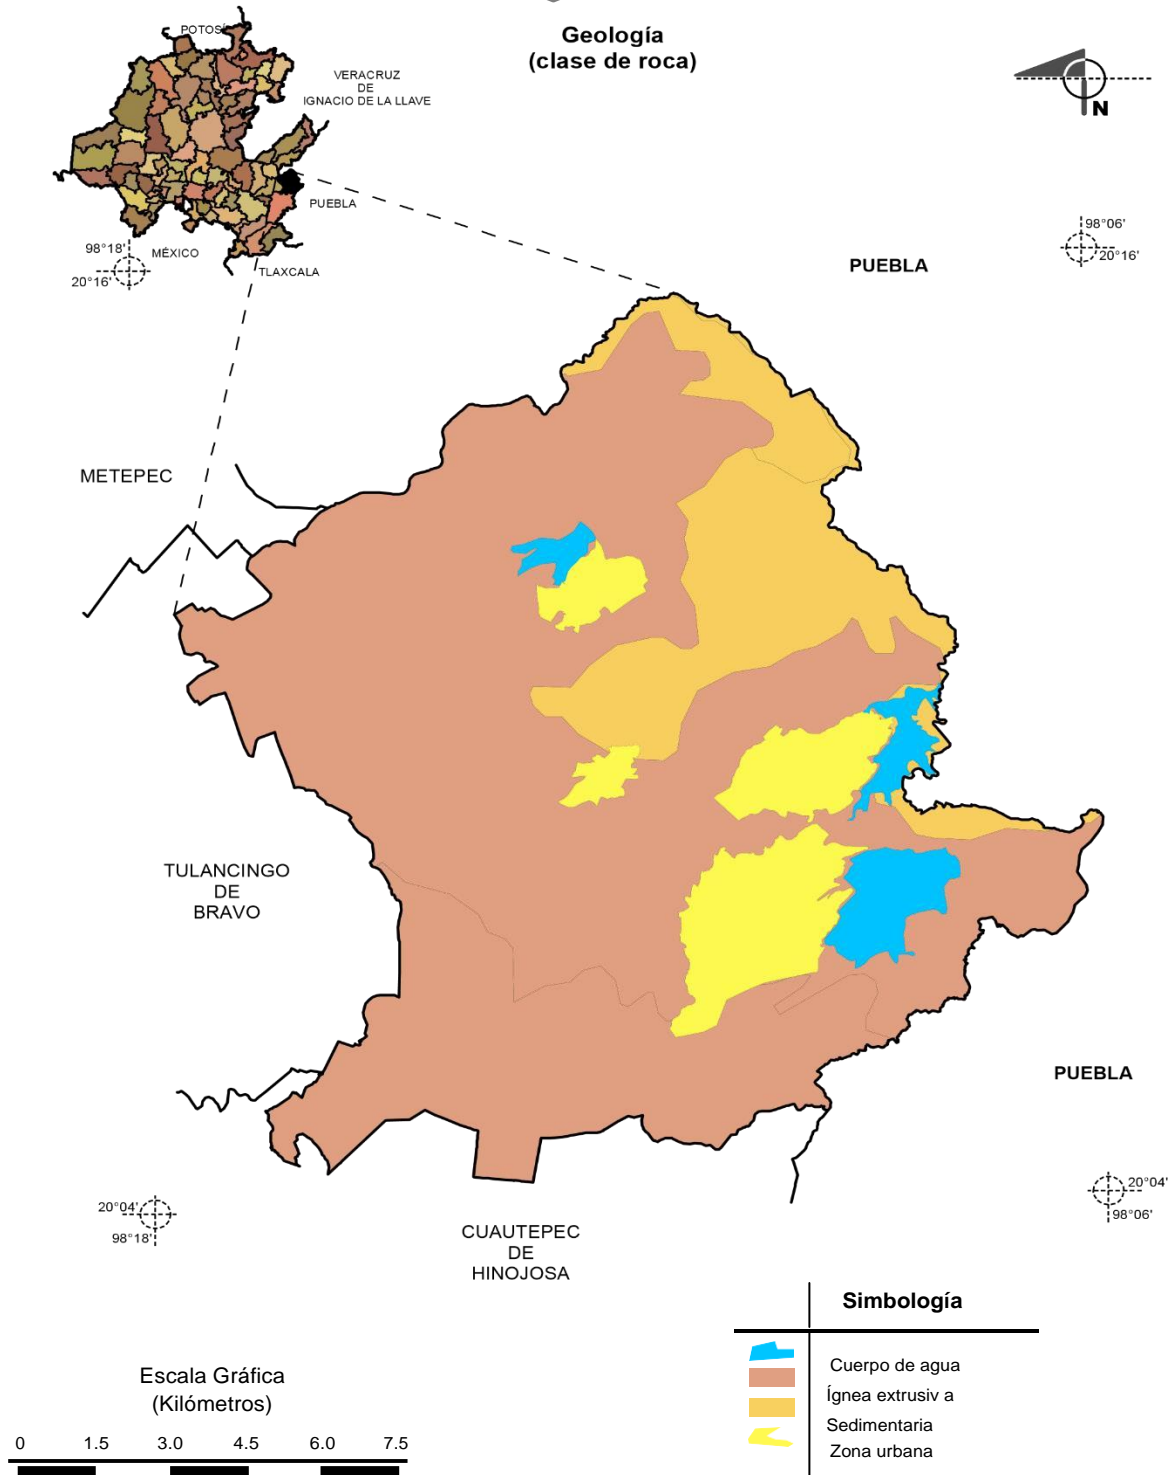 Geología
(clase de roca)
POTOSÍ
VERACRUZ
DE
IGNACIO DE LA LLAVE
N
PUEBLA
MÉXICO
TLAXCALA
98°18'
20°16'
98°06'
20°16'
PUEBLA
METEPEC
TULANCINGO
DE
BRAVO
PUEBLA
20°04'
98°18'
20°04'
98°06'
CUAUTEPEC
DE
HINOJOSA
Simbología
Cuerpo de agua
Ígnea extrusiv a
Sedimentaria
Zona urbana
Escala Gráfica
(Kilómetros)
0 1.5 3.0 4.5 6.0 7.5